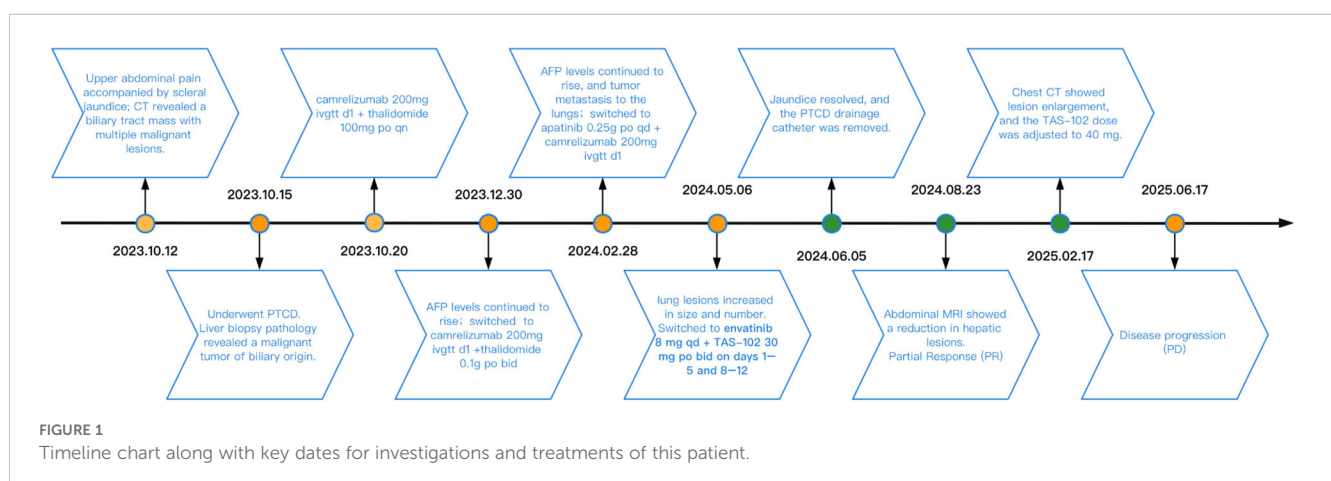 Upper abdominal pain
accompanied by scleral
jaundice; CT revealed a
biliary tract mass with
multiple malignant
lesions.
camrelizumab 200mg
ivgtt d1 + thalidomide
100mg po qn
AFP levels continued to
rise, and tumor
metastasis to the
lungs; switched to
apatinib 0.25g po qd +
camrelizumab 200mg
ivgtt d1
Jaundice resolved, and
the PTCD drainage
catheter was removed.
Chest CT showed
lesion enlargement,
and the TAS-102 dose
was adjusted to 40 mg.
2023.10.15
2023.12.30
2024.05.06
2024.08.23
2025.06.17
2023.10.12
2023.10.20
2024.02.28
2024.06.05
2025.02.17
Underwent PTCD.
Liver biopsy pathology
revealed a malignant
tumor of biliary origin.
AFP levels continued to
rise; switched to
camrelizumab 200mg
ivgtt d1 +thalidomide
0.1g po bid
lung lesions increased
in size and number.
Switched to envatinib
8 mg qd + TAS-102 30
mg po bid on days 1–
5 and 8–12
Abdominal MRI showed
a reduction in hepatic
lesions.
Partial Response (PR)
Disease progression
(PD)
FIGURE 1
Timeline chart along with key dates for investigations and treatments of this patient.